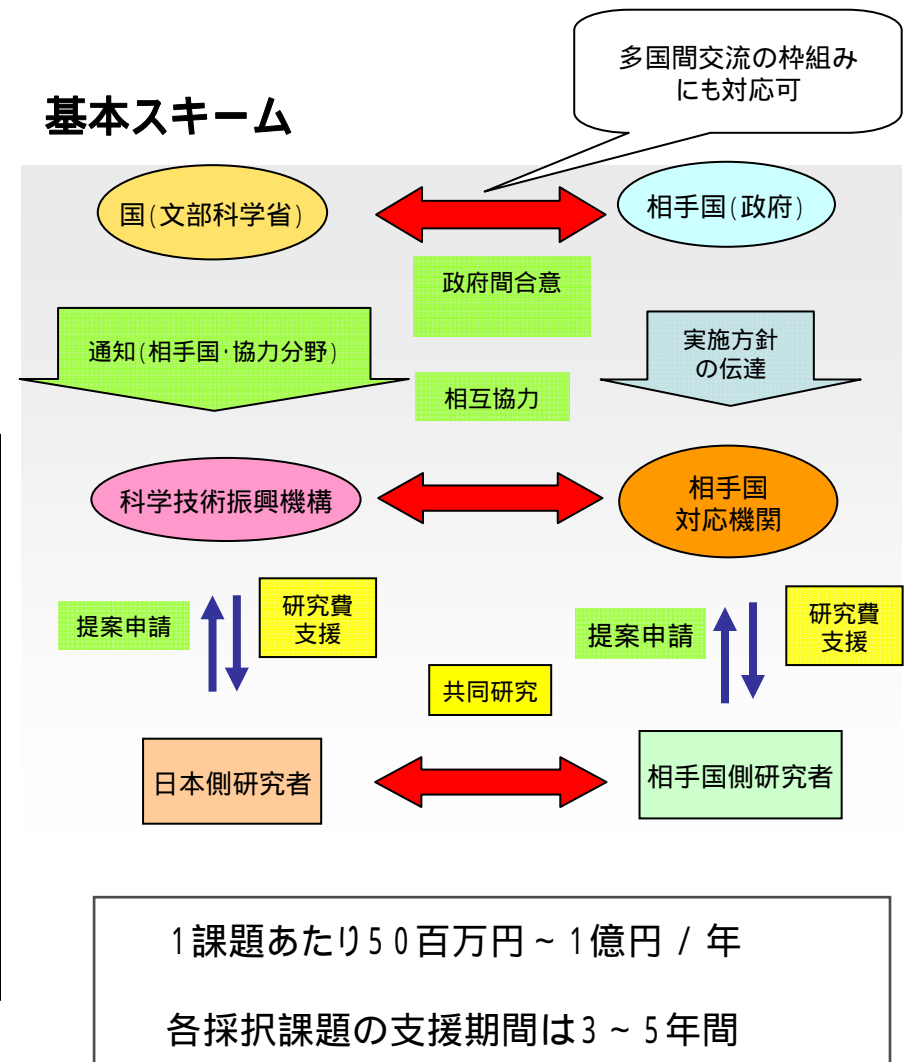 多国間交流の枠組み
にも対応可
基本スキーム
国(文部科学省)
相手国(政府)
政府間合意
通知(相手国･協力分野)
実施方針
の伝達
相互協力
科学技術振興機構
相手国
対応機関
提案申請
研究費
支援
提案申請
研究費
支援
共同研究
日本側研究者
相手国側研究者
1課題あたり50百万円~1億円/年
各採択課題の支援期間は3~5年間